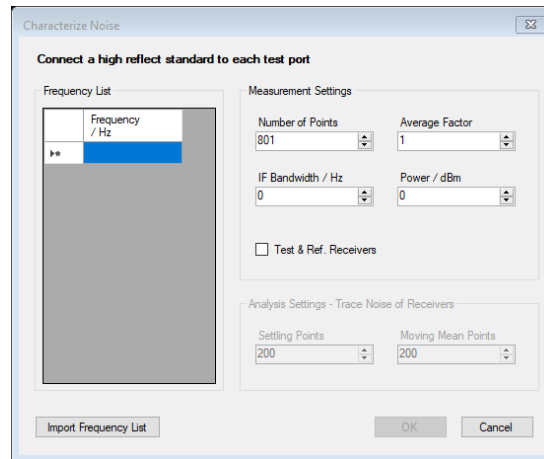 Characterize Noise
Connect a high reflect standard to each test port
Frequency List
Frequency
/ Hz
Measurement Settings
Number of Points
Average Factor
801
1
IF Bandwidth / Hz
Power / dBm
0
0
Test & Ref. Receivers
Analysis Settings - Trace Noise of Receivers
Settling Points
Moving Mean Points
200
200
Import Frequency List
OK
Cancel